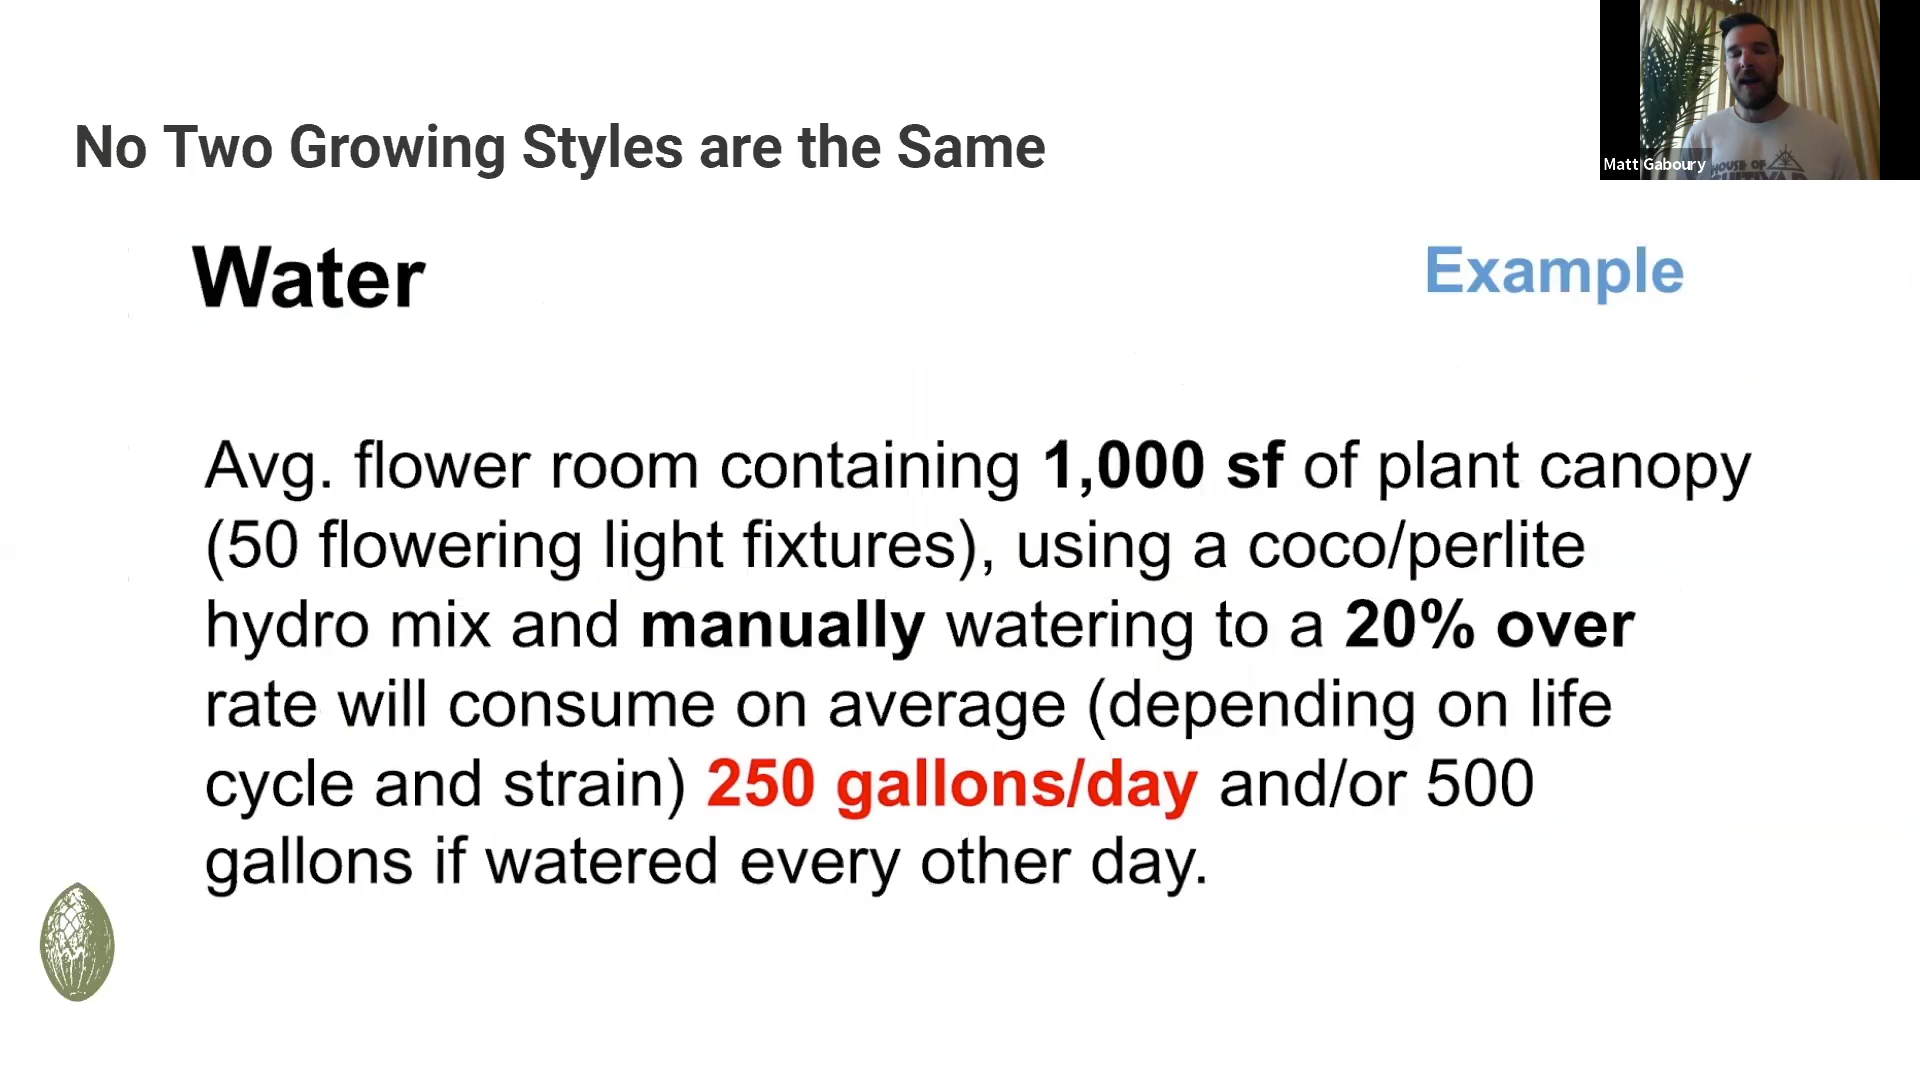 No Two Growing Styles are the Same
Matt Gaboury
HOUSE OF
Water
Example
Avg. flower room containing 1,000 sf of plant canopy
(50 flowering light fixtures), using a coco/perlite
hydro mix and manually watering to a 20% over
rate will consume on average (depending on life
cycle and strain) 250 gallons/day and/or 500
gallons if watered every other day.